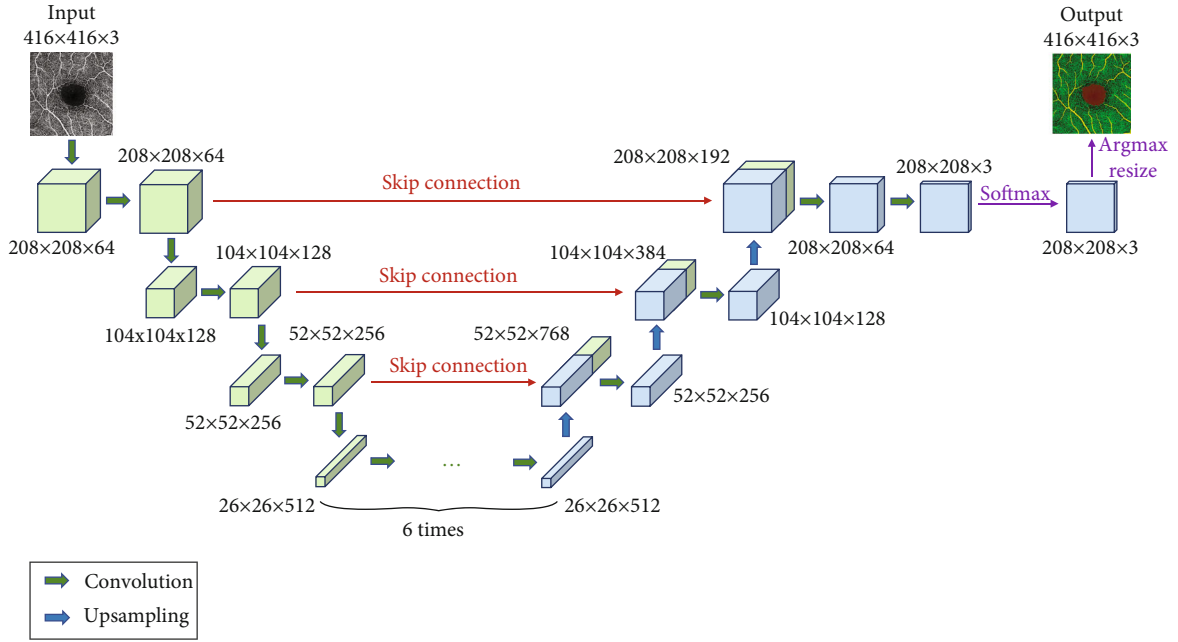 Input
416×416×3
Output
416×416×3
208×208×64
208×208×64
Skip connection
208×208×192
208×208×64
208×208×3
Softmax
Argmax
resize
208×208×3
104x104x128
104×104×128
Skip connection
104×104×384
104×104×128
52×52×256
52×52×256
Skip connection
52×52×768
52×52×256
26×26×512
...
26×26×512
6 times
Convolution
Upsampling